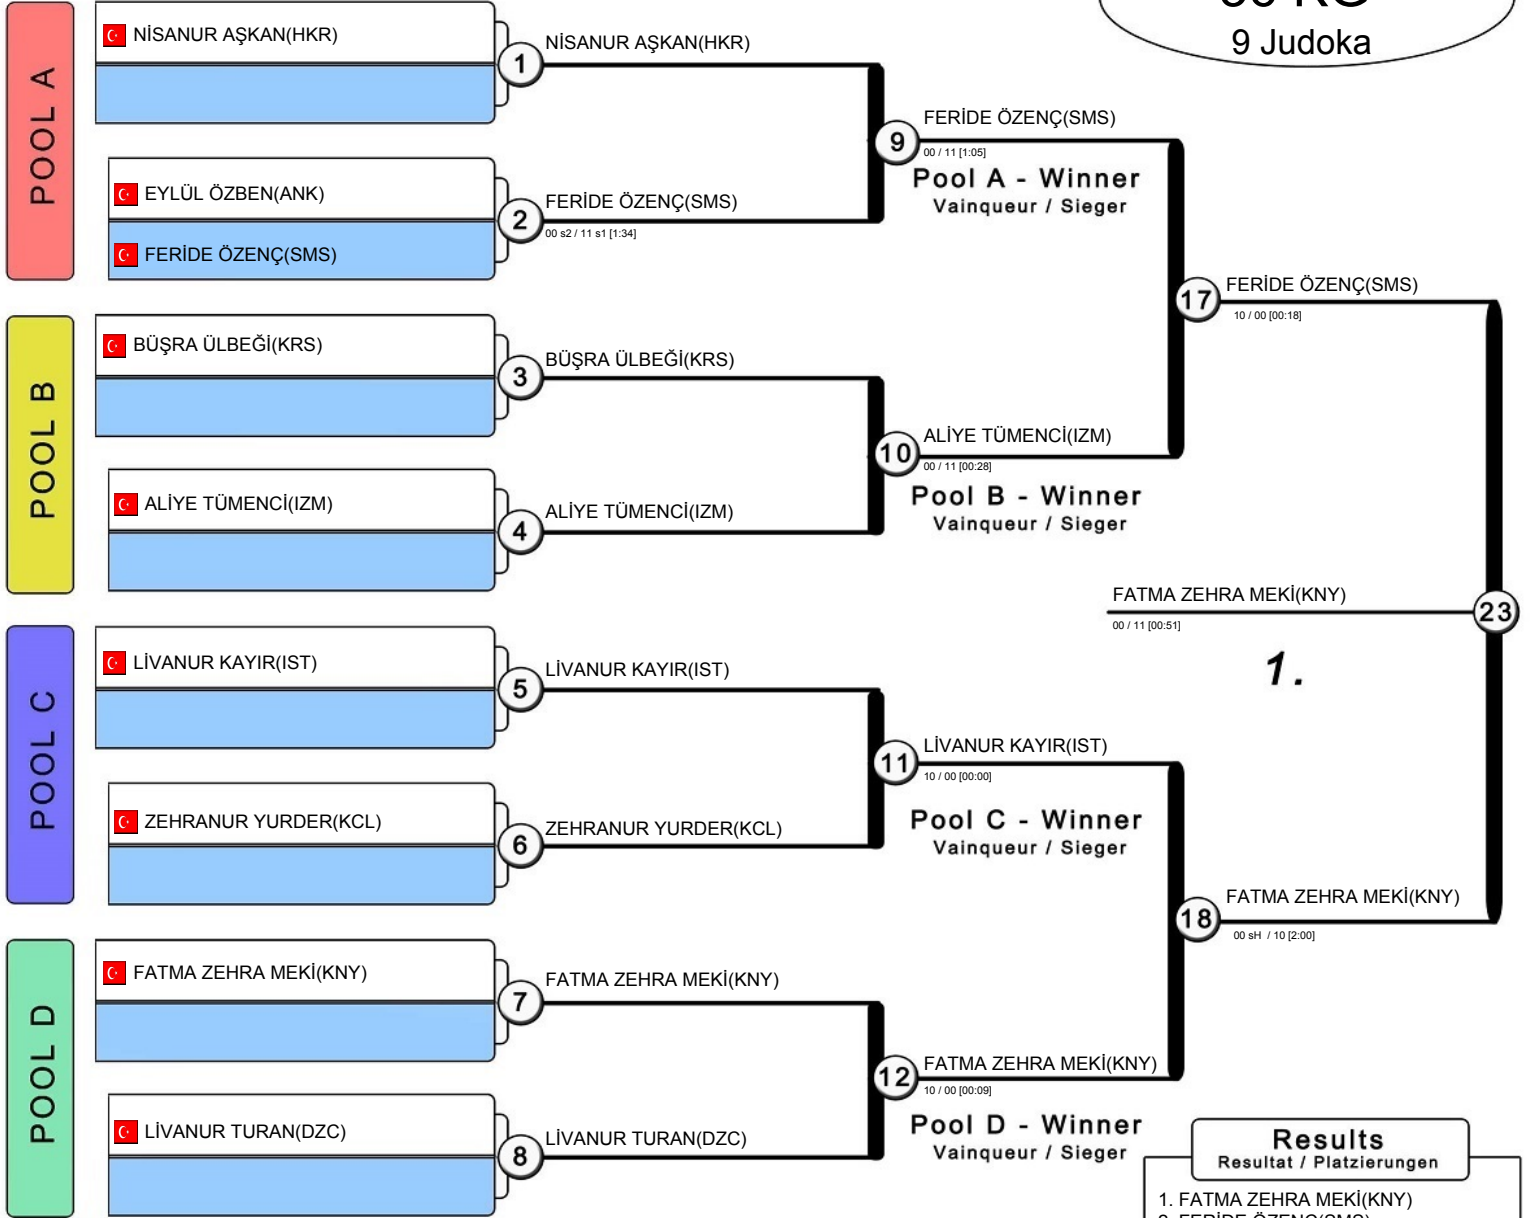 9 Judoka
POOL A
NİSANUR AŞKAN(HKR)
1
NİSANUR AŞKAN(HKR)
EYLÜL ÖZBEN(ANK)
FERİDE ÖZENÇ(SMS)
2
FERİDE ÖZENÇ(SMS)
00 s2 / 11 s1 [1:34]
9
FERİDE ÖZENÇ(SMS)
00 / 11 [1:05]
Pool A - Winner
Vainqueur / Sieger
POOL B
BÜŞRA ÜLBEĞİ(KRS)
3
BÜŞRA ÜLBEĞİ(KRS)
ALİYE TÜMENCİ(IZM)
4
ALİYE TÜMENCİ(IZM)
10
ALİYE TÜMENCİ(IZM)
00 / 11 [00:28]
Pool B - Winner
Vainqueur / Sieger
17
FERİDE ÖZENÇ(SMS)
10 / 00 [00:18]
POOL C
LİVANUR KAYIR(IST)
5
LİVANUR KAYIR(IST)
ZEHRANUR YURDER(KCL)
6
ZEHRANUR YURDER(KCL)
11
LİVANUR KAYIR(IST)
10 / 00 [00:00]
Pool C - Winner
Vainqueur / Sieger
POOL D
FATMA ZEHRA MEKİ(KNY)
7
FATMA ZEHRA MEKİ(KNY)
LİVANUR TURAN(DZC)
8
LİVANUR TURAN(DZC)
12
FATMA ZEHRA MEKİ(KNY)
10 / 00 [00:09]
Pool D - Winner
Vainqueur / Sieger
18
FATMA ZEHRA MEKİ(KNY)
00 sH / 10 [2:00]
23
FATMA ZEHRA MEKİ(KNY)
00 / 11 [00:51]
1.
Results
Resultat / Platzierungen
1. FATMA ZEHRA MEKİ(KNY)
2. FERİDE ÖZENÇ(SMS)